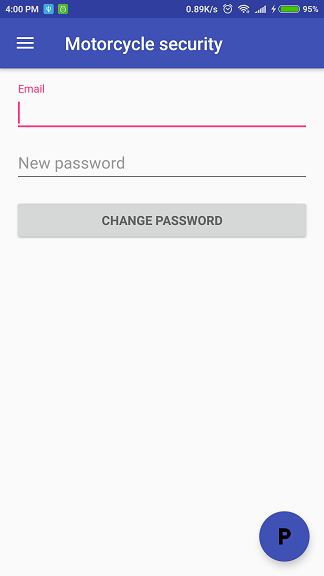 4:00 PM 0.89K/s 95%
Motorcycle security
Email
New password
CHANGE PASSWORD
P